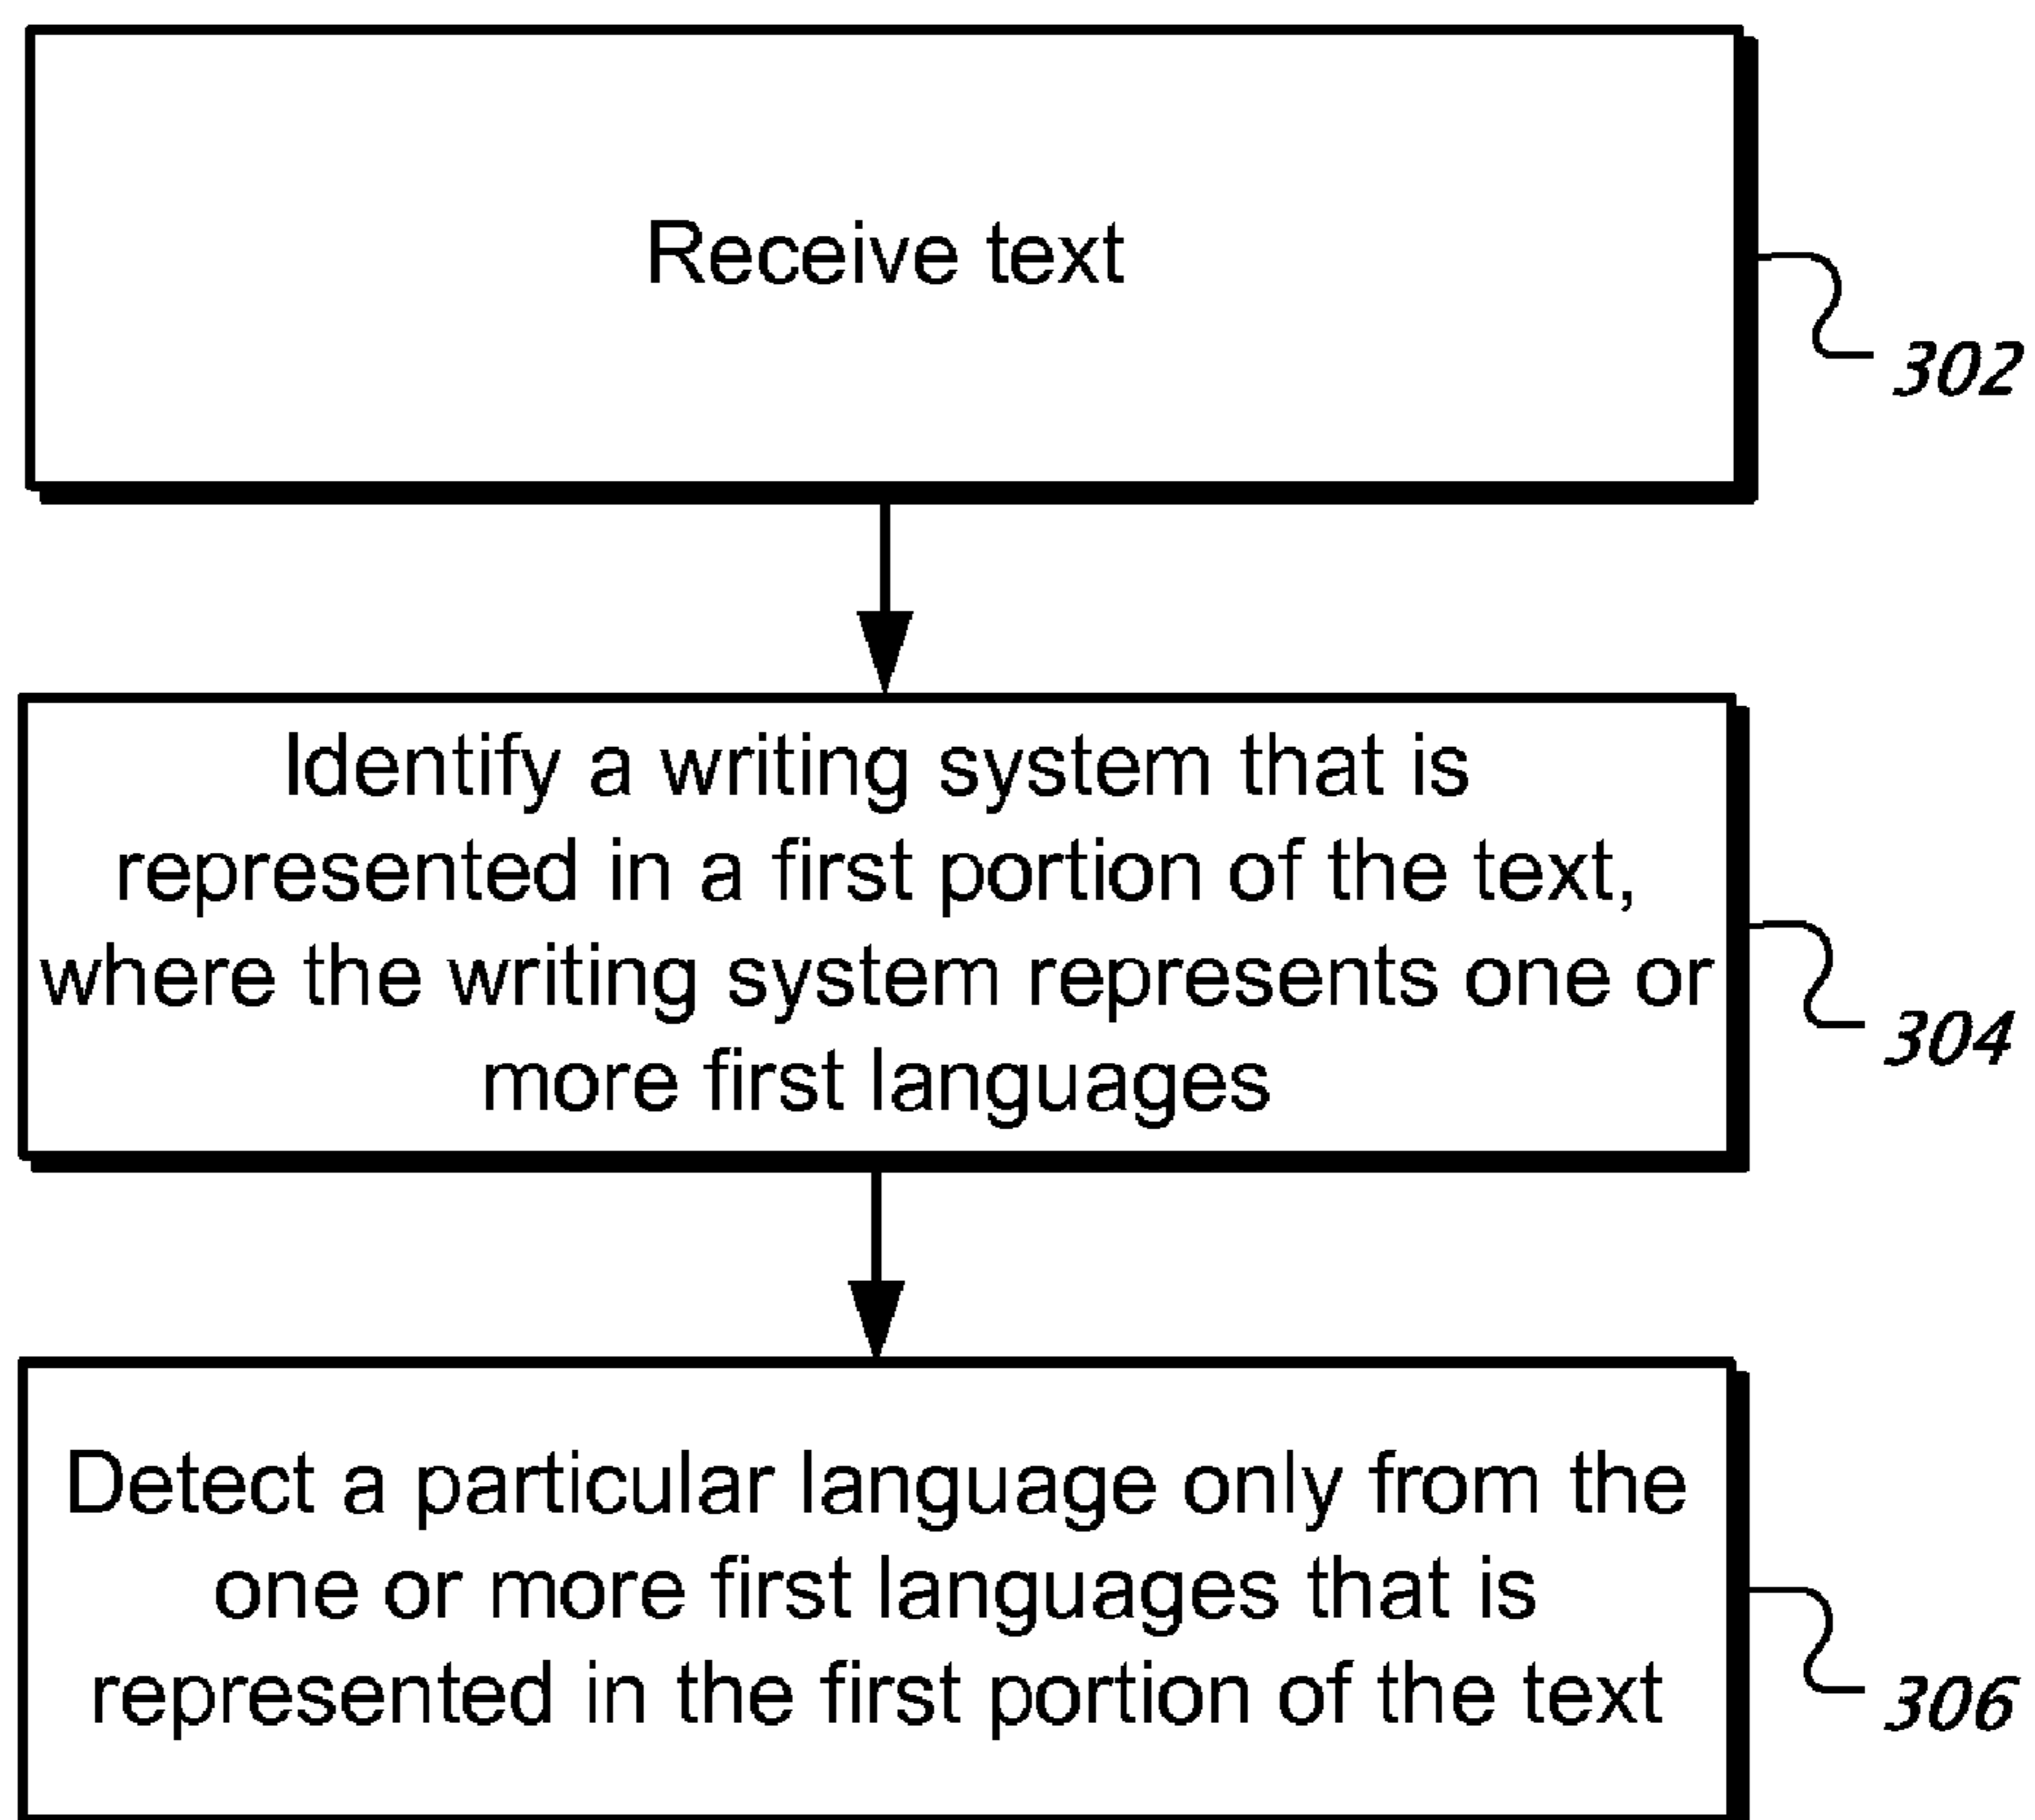 Receive text
302
Identify a writing system that is
represented in a first portion of the text,
where the writing system represents one or
more first languages
304
Detect a particular language only from the
one or more first languages that is
represented in the first portion of the text
306